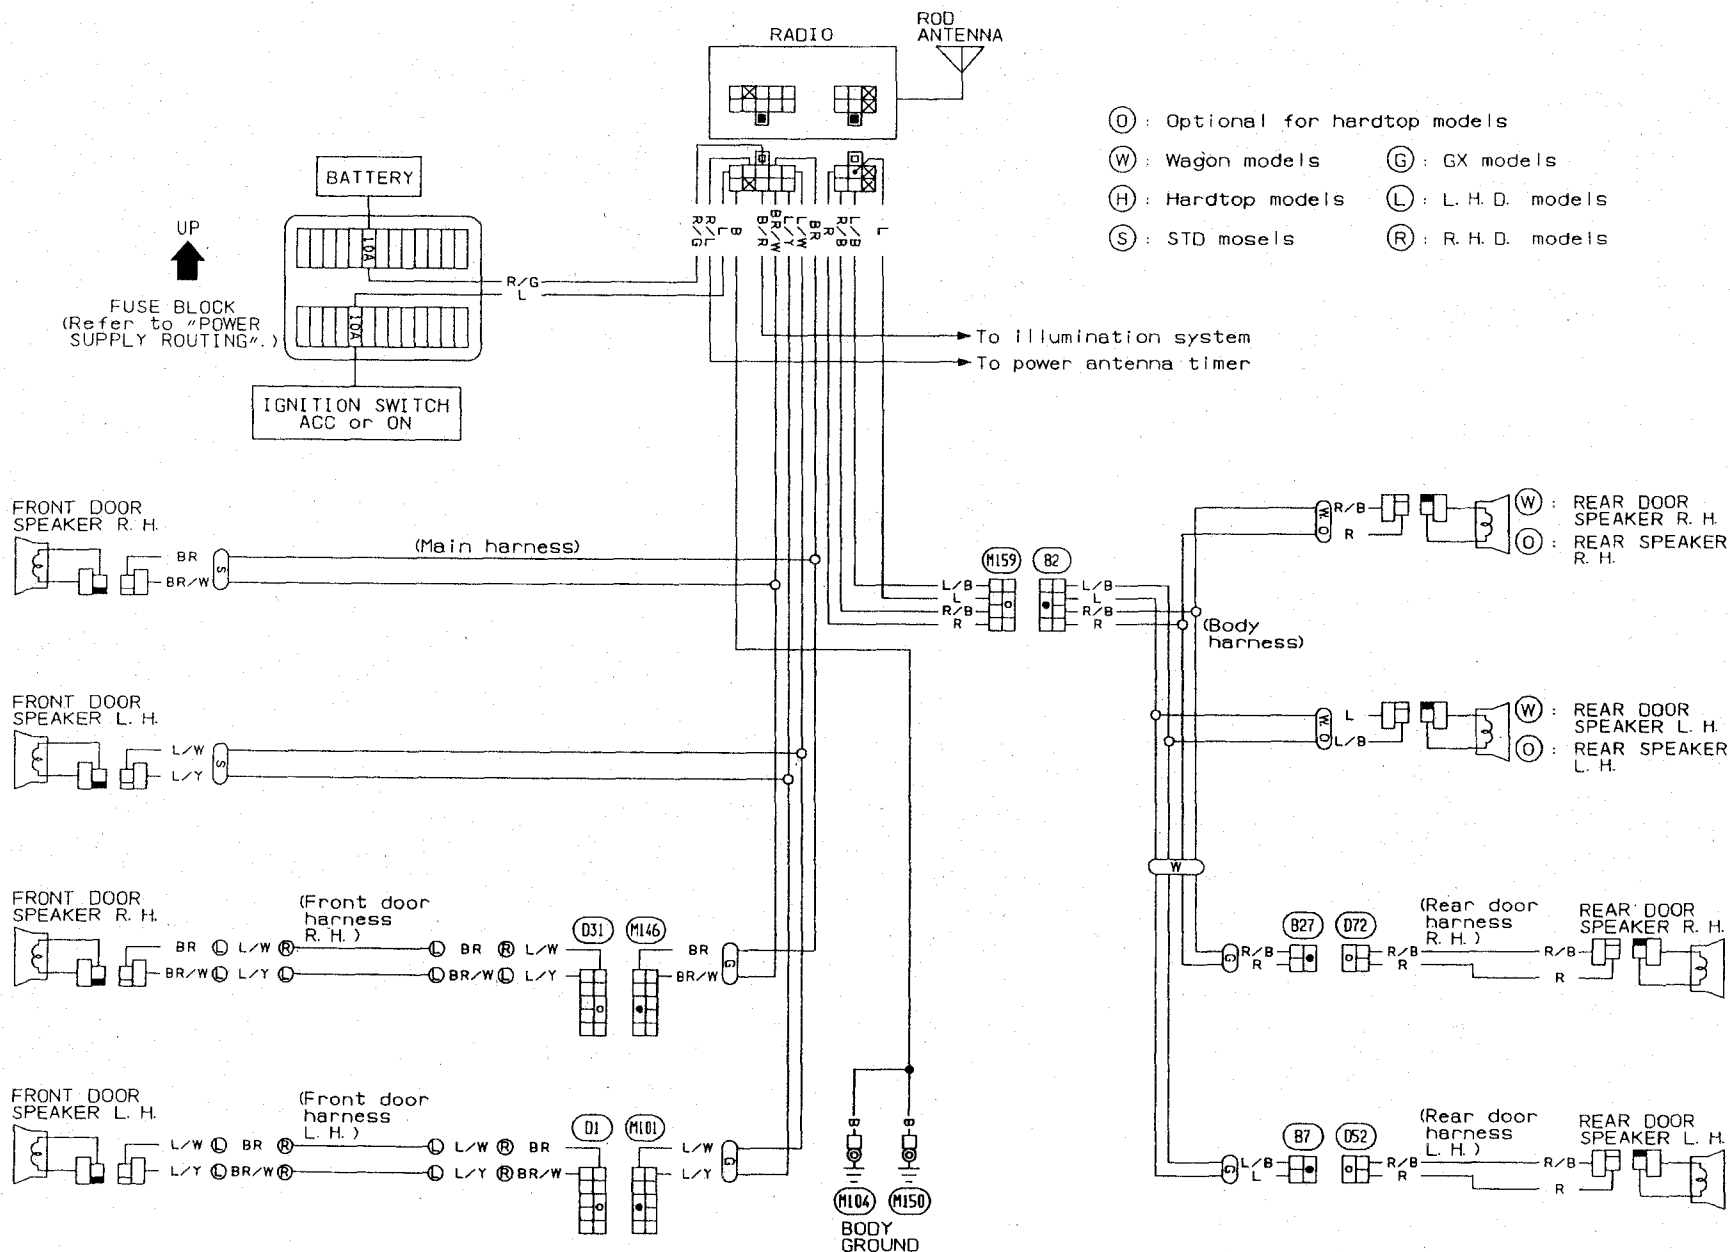 RADIO
ROD
ANTENNA
BATTERY
UP
10A
FUSE BLOCK
(Refer to "POWER
SUPPLY ROUTING".)
10A
IGNITION SWITCH
ACC or ON
R/G
L
R/G
R/L
L
B
B/R
BR/W
L/Y
L/W
BR
R
R/B
L/B
L
O : Optional for hardtop models
W : Wagon models
G : GX models
H : Hardtop models
L : L. H. D. models
S : STD mosels
R : R. H. D. models
To illumination system
To power antenna timer
FRONT DOOR
SPEAKER R. H.
BR
BR/W
S
(Main harness)
M159
B2
L/B
L
R/B
R
L/B
L
R/B
R
(Body
harness)
W.O
R/B
R
W : REAR DOOR
SPEAKER R. H.
O : REAR SPEAKER
R. H.
FRONT DOOR
SPEAKER L. H.
L/W
L/Y
S
W.O
L
L/B
W : REAR DOOR
SPEAKER L. H.
O : REAR SPEAKER
L. H.
W
FRONT DOOR
SPEAKER R. H.
(Front door
harness
R. H.)
BR L L/W R
BR/W L L/Y L
L BR R L/W
L BR/W L L/Y
D31
M146
BR
BR/W
G
G
R/B
R
B27
D72
R/B
R
(Rear door
harness
R. H.)
R/B
R
REAR DOOR
SPEAKER R. H.
FRONT DOOR
SPEAKER L. H.
(Front door
harness
L. H.)
L/W L BR R
L/Y L BR/W R
L L/W R BR
L L/Y R BR/W
D1
M101
L/W
L/Y
G
B
B
M104
M150
BODY
GROUND
G
L/B
L
B7
D52
R/B
R
(Rear door
harness
L. H.)
R/B
R
REAR DOOR
SPEAKER L. H.